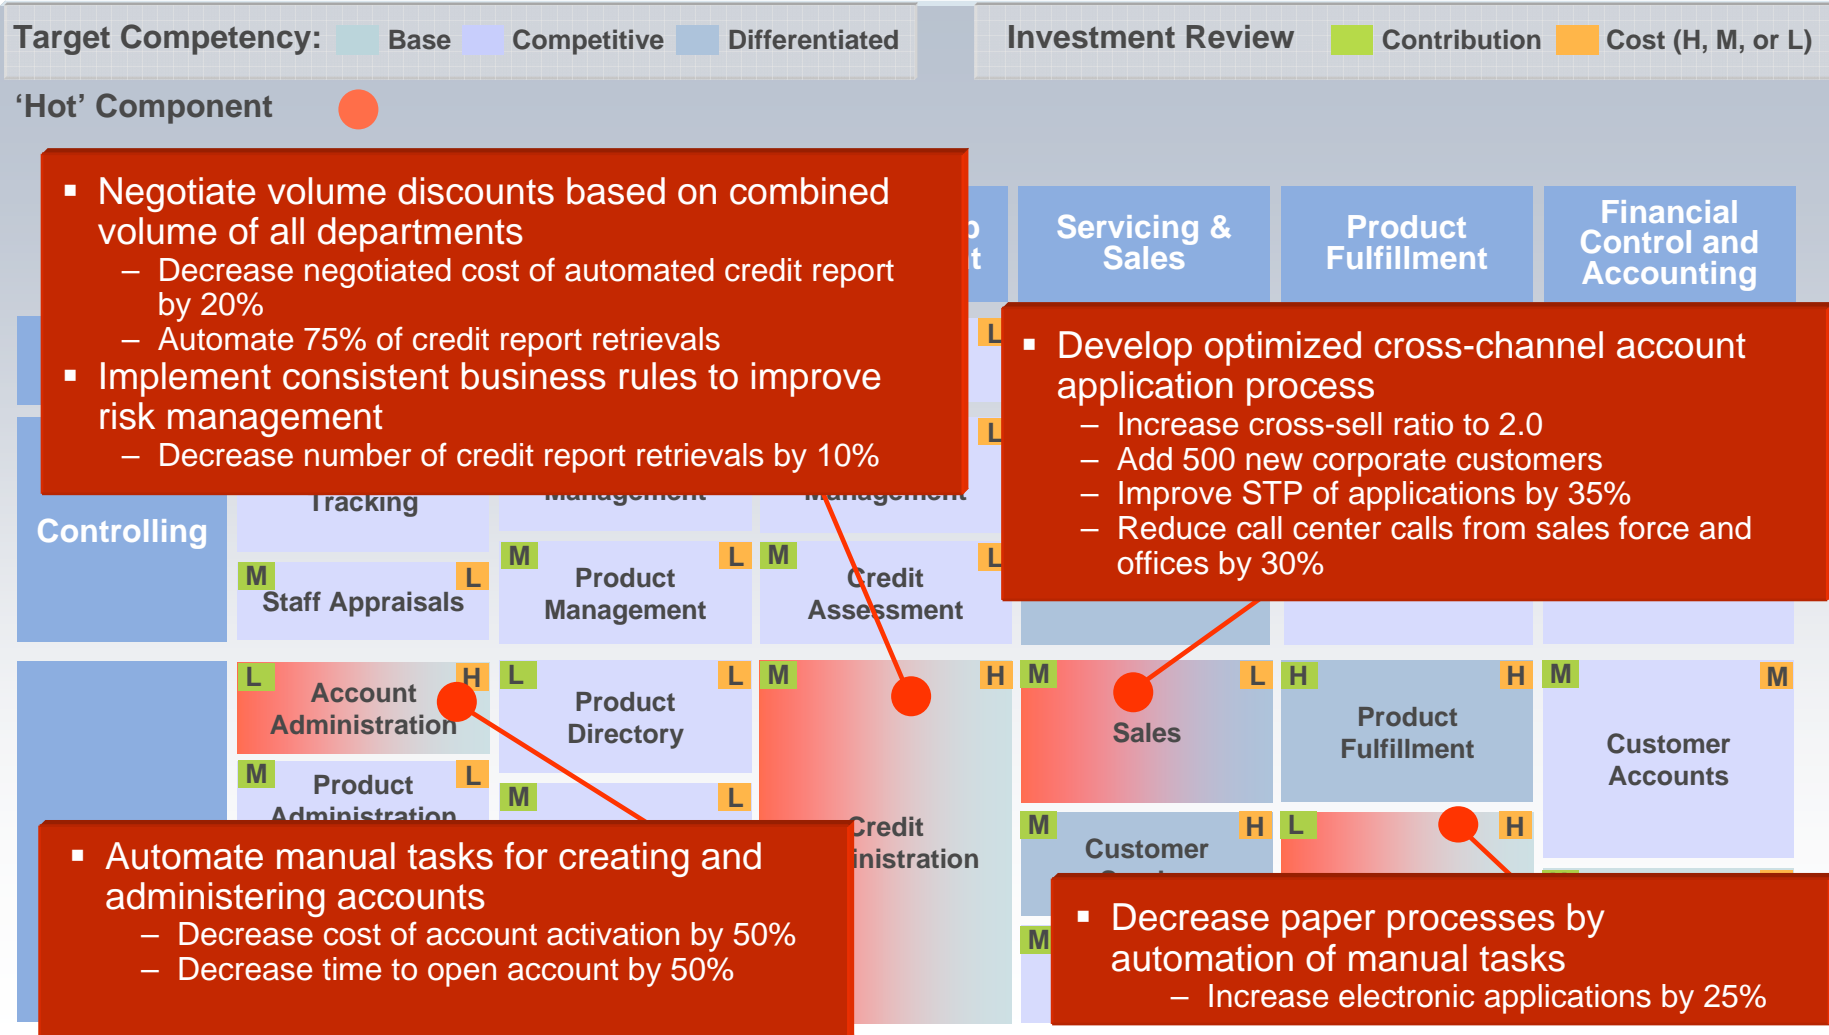 Target Competency: Base Competitive Differentiated
Investment Review Contribution Cost (H, M, or L)
‘Hot’ Component
▪ Negotiate volume discounts based on combined
volume of all departments
– Decrease negotiated cost of automated credit report
by 20%
– Automate 75% of credit report retrievals
▪ Implement consistent business rules to improve
risk management
– Decrease number of credit report retrievals by 10%
Servicing &
Sales
Product
Fulfillment
Financial
Control and
Accounting
L
L
▪ Develop optimized cross-channel account
application process
– Increase cross-sell ratio to 2.0
– Add 500 new corporate customers
– Improve STP of applications by 35%
– Reduce call center calls from sales force and
offices by 30%
Controlling
Tracking
Management
Management
M L
Staff Appraisals
M L
Product
Management
M L
Credit
Assessment
L H
Account
Administration
L L
Product
Directory
M H
Credit
inistration
M L
Sales
H H
Product
Fulfillment
M M
Customer
Accounts
M L
Product
Administration
M L
M H
Customer
L H
M
▪ Automate manual tasks for creating and
administering accounts
– Decrease cost of account activation by 50%
– Decrease time to open account by 50%
▪ Decrease paper processes by
automation of manual tasks
– Increase electronic applications by 25%